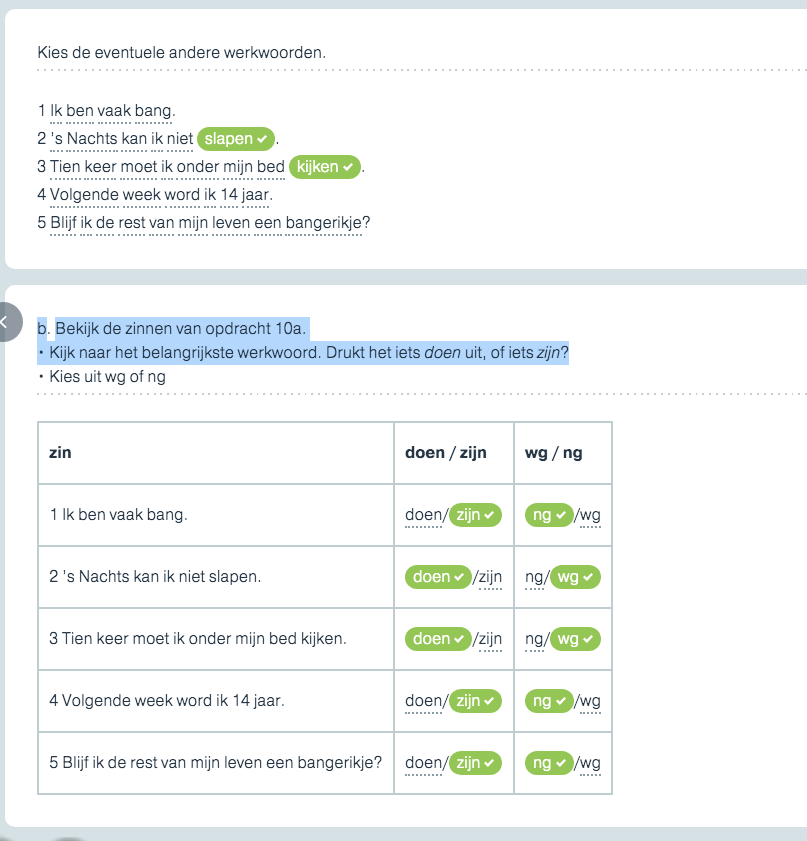 Kies de eventuele andere werkwoorden.
1 Ik ben vaak bang.
2 's Nachts kan ik niet slapen ✓.
3 Tien keer moet ik onder mijn bed kijken ✓.
4 Volgende week word ik 14 jaar.
5 Blijf ik de rest van mijn leven een bangerikje?
b. Bekijk de zinnen van opdracht 10a.
• Kijk naar het belangrijkste werkwoord. Drukt het iets doen uit, of iets zijn?
• Kies uit wg of ng
zin doen / zijn wg / ng
1 Ik ben vaak bang. doen/zijn ✓ ng ✓/wg
2 's Nachts kan ik niet slapen. doen ✓/zijn ng/wg ✓
3 Tien keer moet ik onder mijn bed kijken. doen ✓/zijn ng/wg ✓
4 Volgende week word ik 14 jaar. doen/zijn ✓ ng ✓/wg
5 Blijf ik de rest van mijn leven een bangerikje? doen/zijn ✓ ng ✓/wg